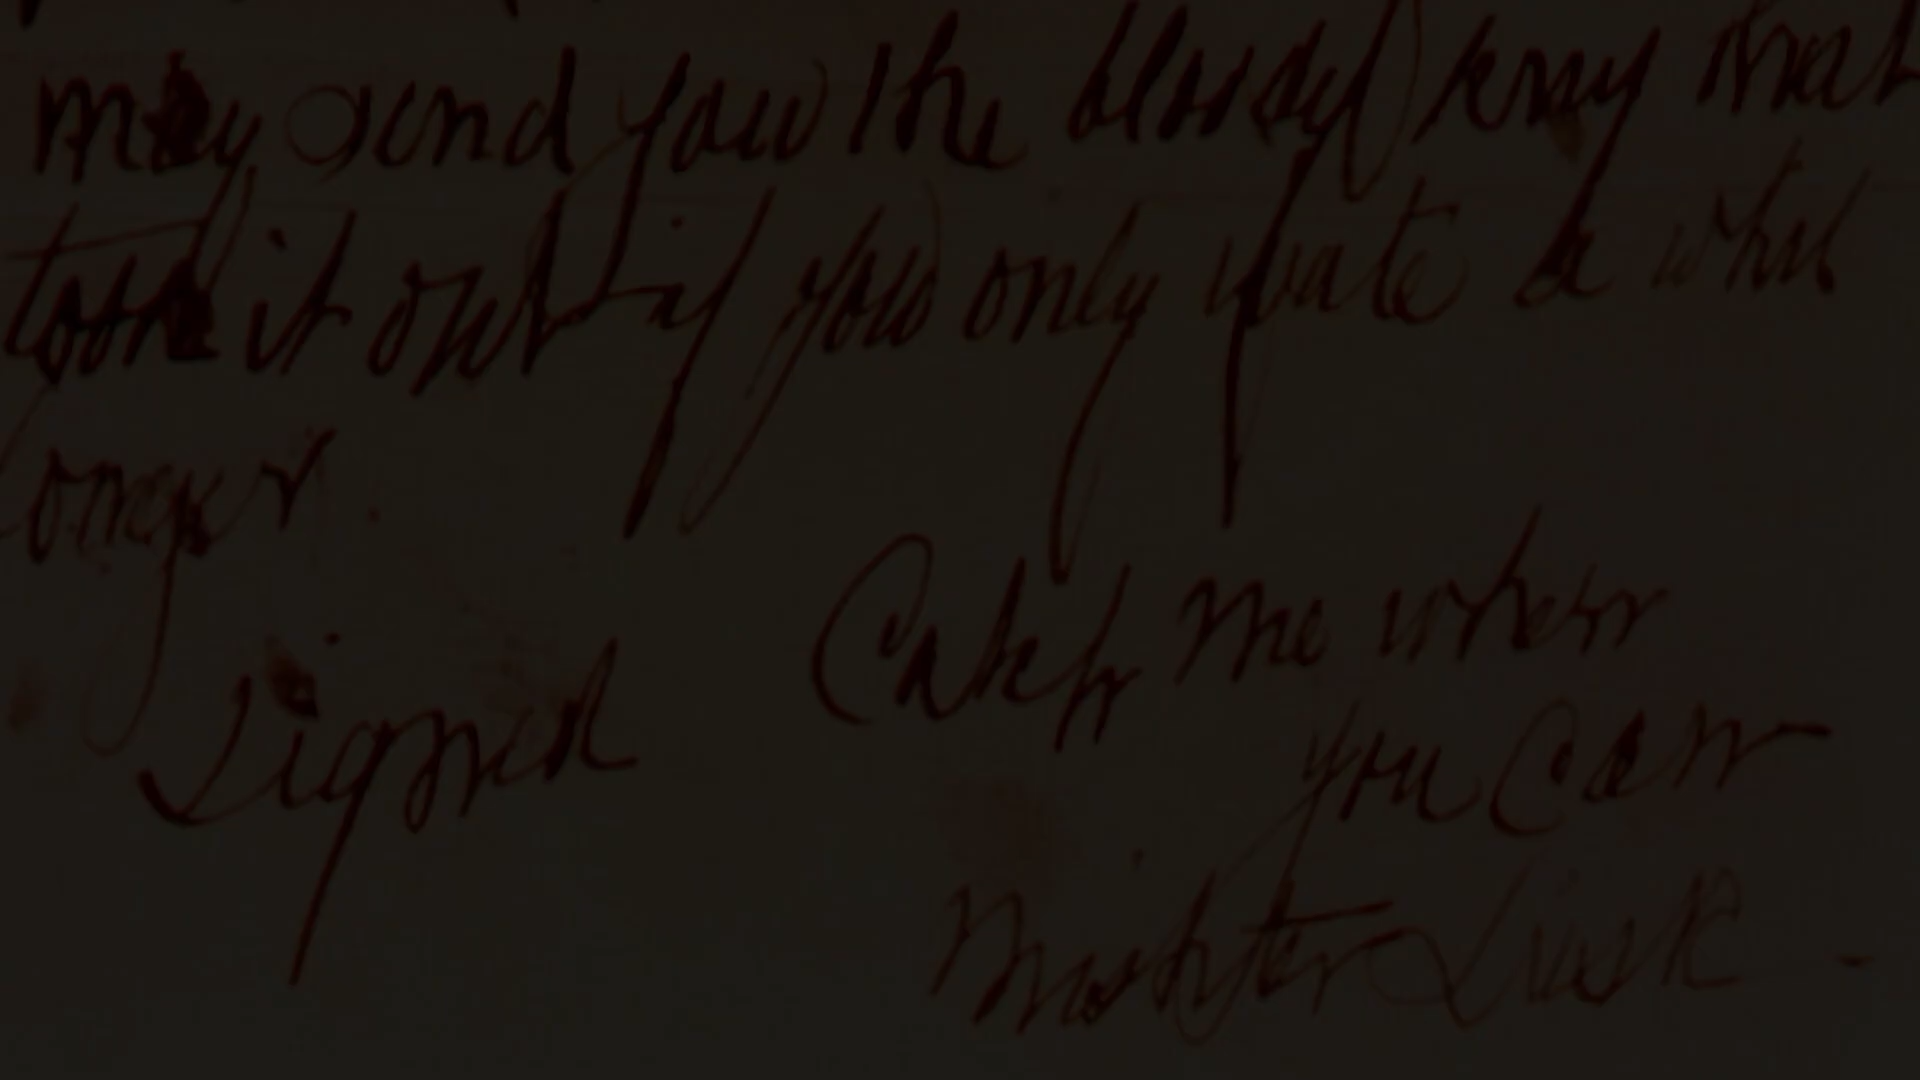 may send you the bludy knif that
took it out if you only wate a whil
longer.
signed
Catch me when
you Can
Mishter Lusk -